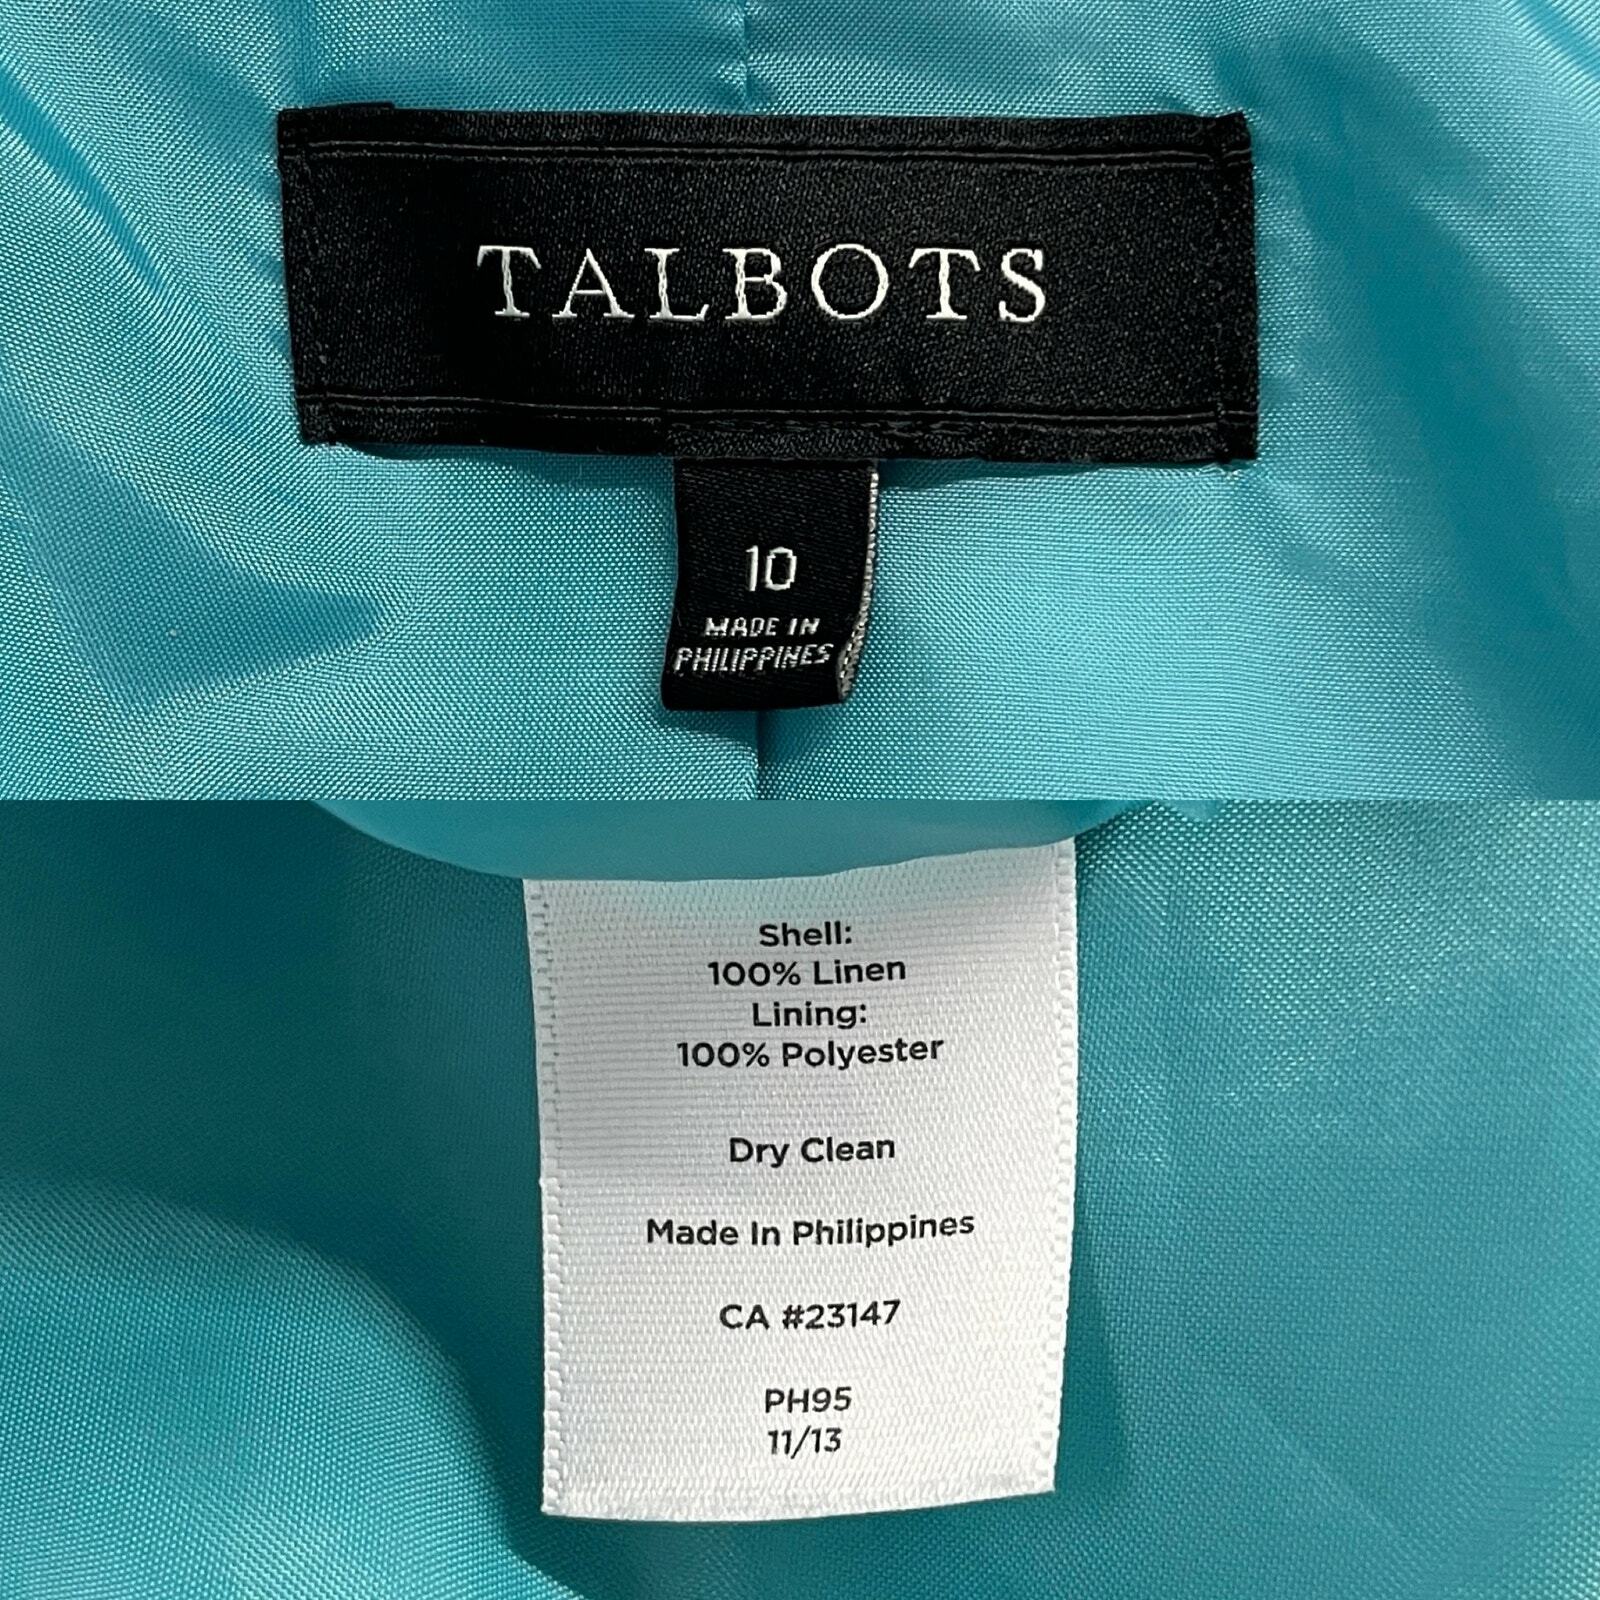 TALBOTS
10
MADE IN
PHILIPPINES
Shell:
100% Linen
Lining:
100% Polyester
Dry Clean
Made In Philippines
CA #23147
PH95
11/13